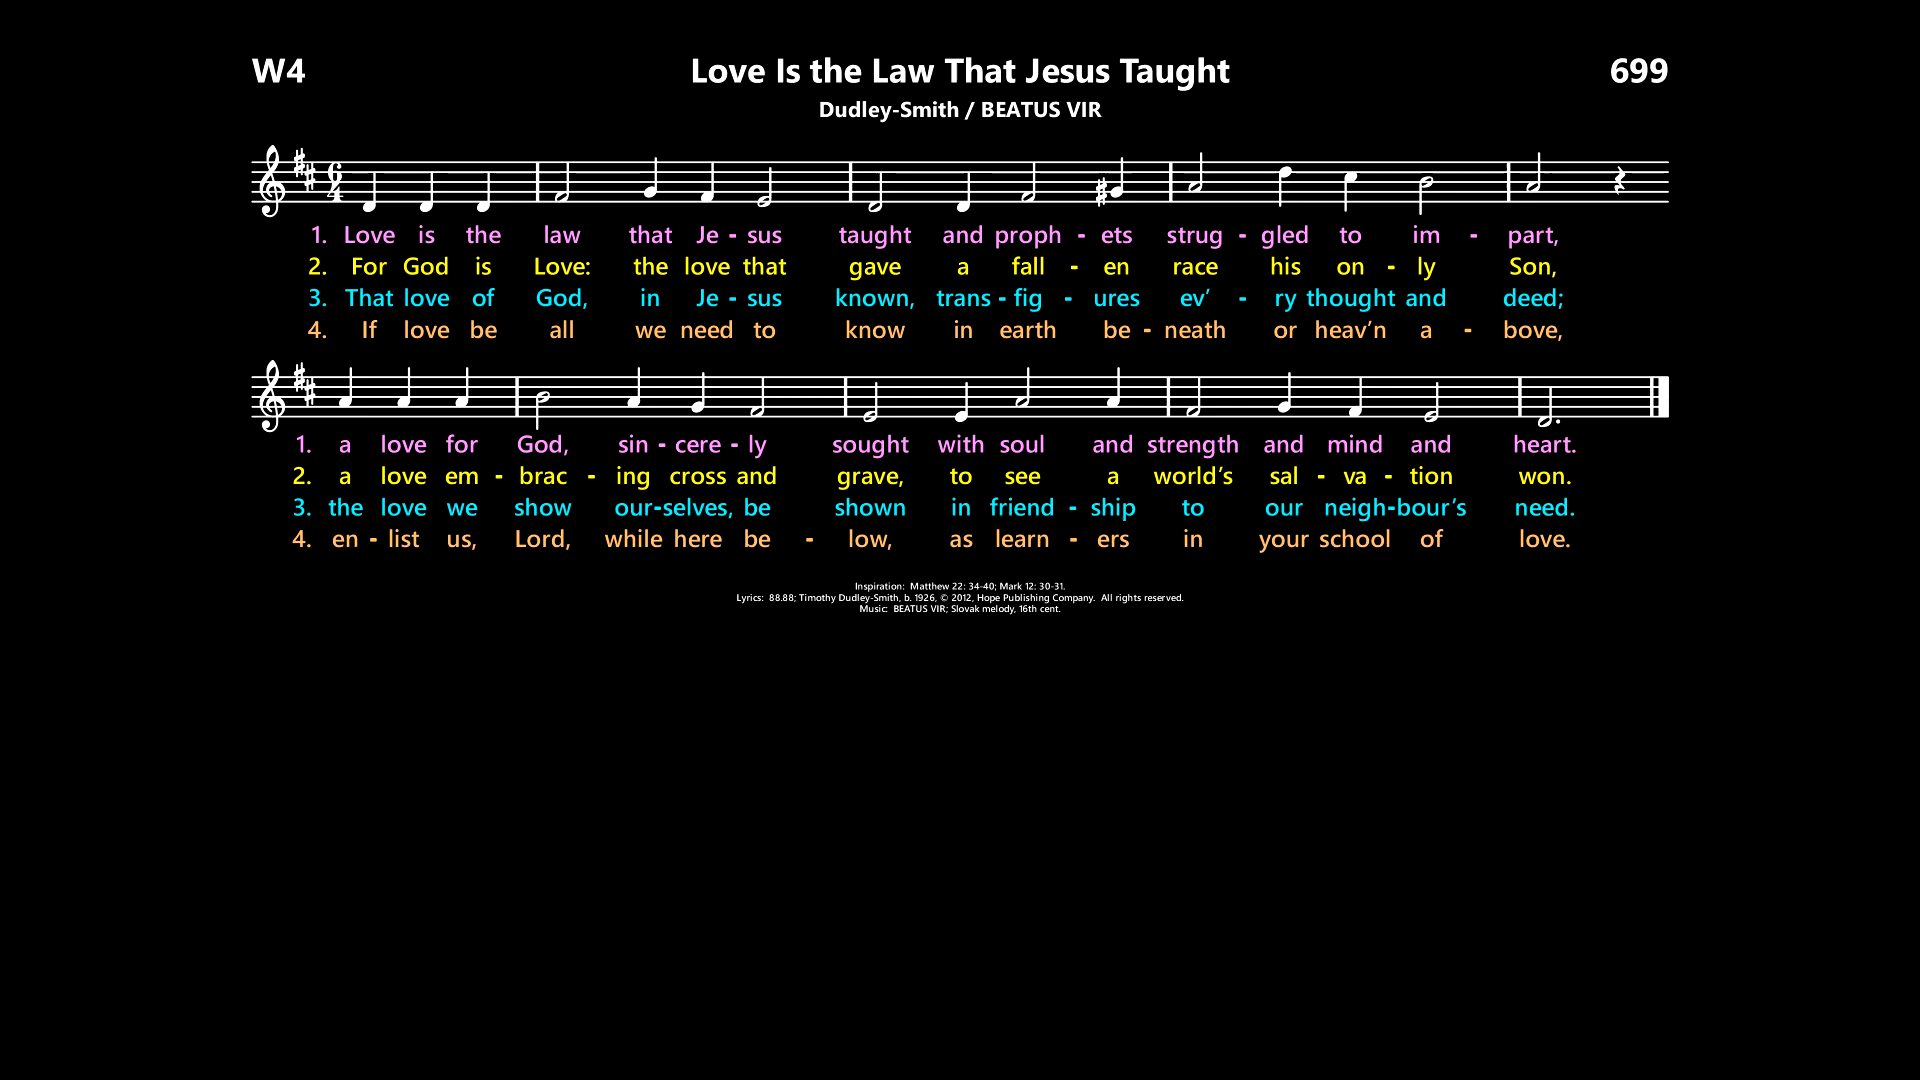 W4 Love Is the Law That Jesus Taught 699
Dudley-Smith / BEATUS VIR
6
4
1. Love is the law that Je - sus taught and proph - ets strug - gled to im - part,
2. For God is Love: the love that gave a fall - en race his on - ly Son,
3. That love of God, in Je - sus known, trans - fig - ures ev’ - ry thought and deed;
4. If love be all we need to know in earth be - neath or heav’n a - bove,
1. a love for God, sin - cere - ly sought with soul and strength and mind and heart.
2. a love em - brac - ing cross and grave, to see a world’s sal - va - tion won.
3. the love we show our-selves, be shown in friend - ship to our neigh-bour’s need.
4. en - list us, Lord, while here be - low, as learn - ers in your school of love.
Inspiration: Matthew 22: 34-40; Mark 12: 30-31.
Lyrics: 88.88; Timothy Dudley-Smith, b. 1926, © 2012, Hope Publishing Company. All rights reserved.
Music: BEATUS VIR; Slovak melody, 16th cent.